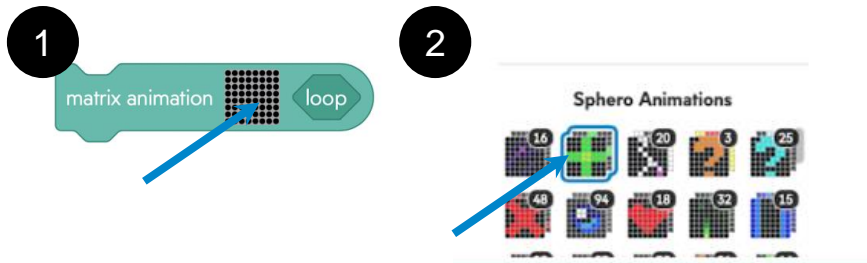 1
matrix animation loop
2
Sphero Animations
16 20 3 25
48 94 18 32 15